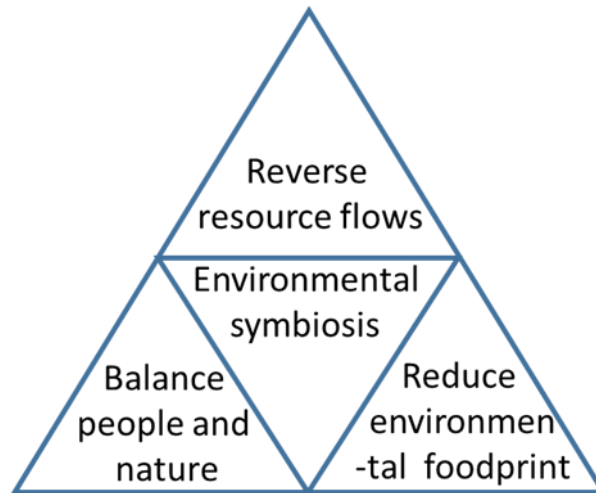 Reverse
resource flows
Environmental
symbiosis
Balance
people and
nature
Reduce
environmen
-tal foodprint